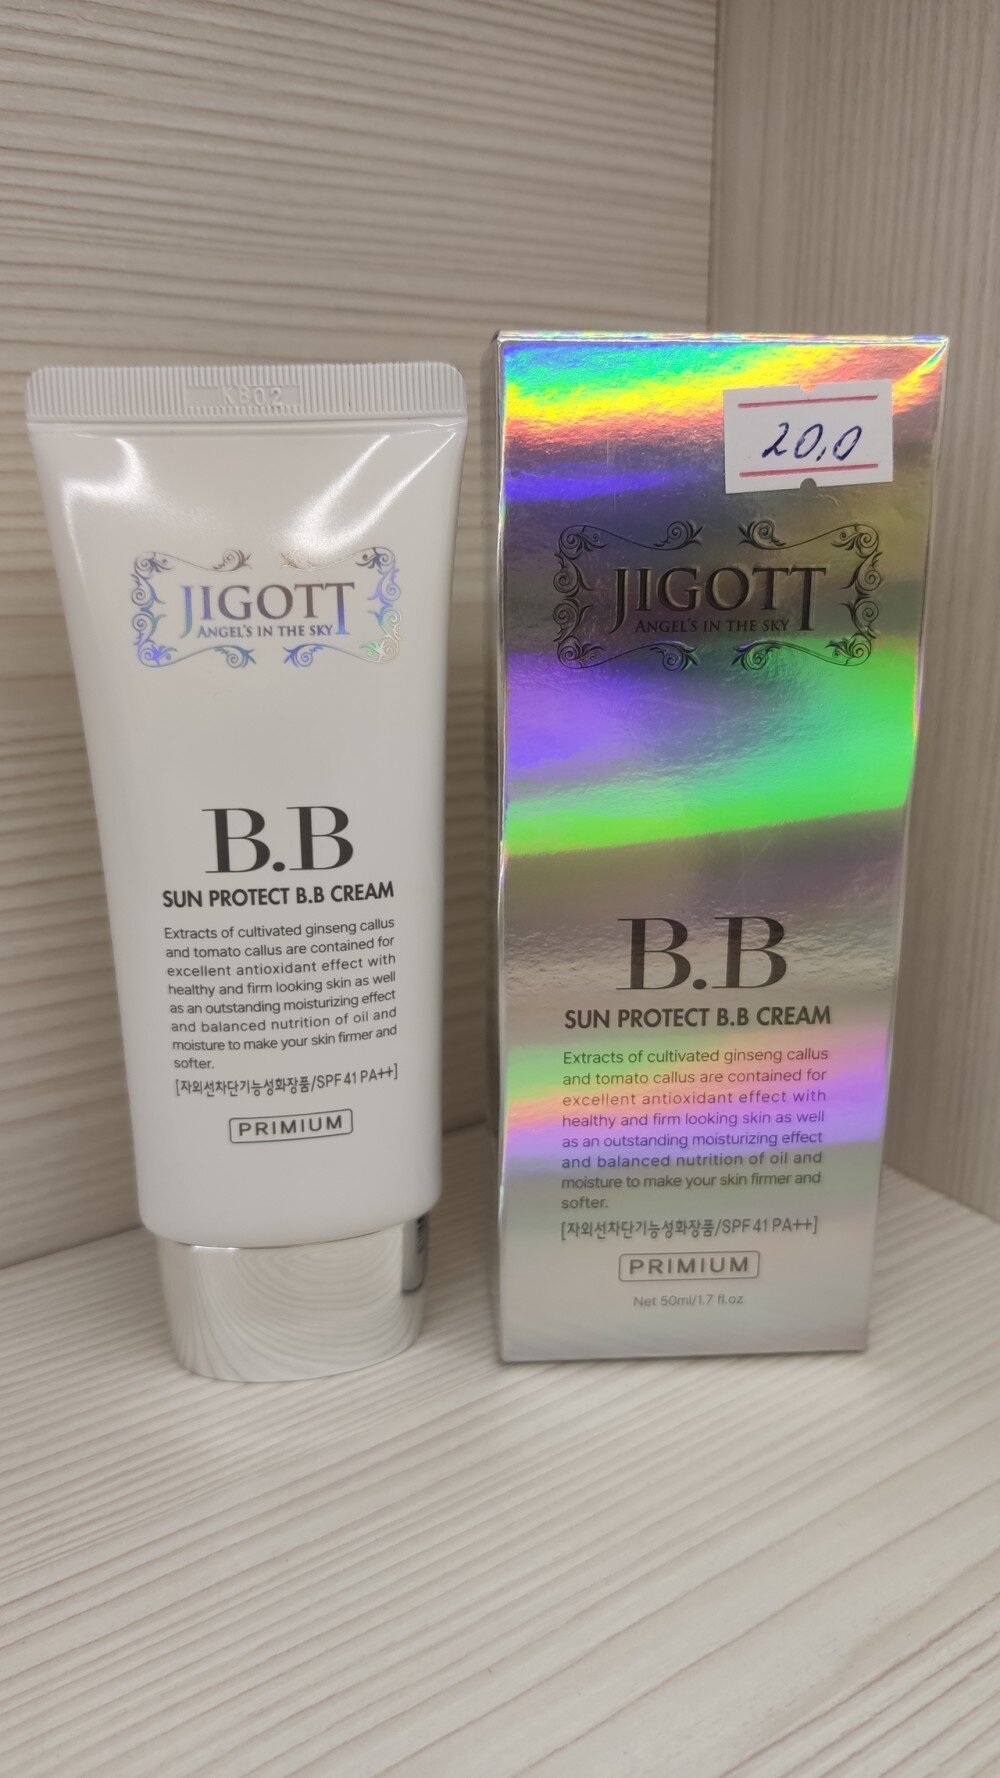 KB02
JIGOTT
ANGEL'S IN THE SKY
B.B
SUN PROTECT B.B CREAM
Extracts of cultivated ginseng callus
and tomato callus are contained for
excellent antioxidant effect with
healthy and firm looking skin as well
as an outstanding moisturizing effect
and balanced nutrition of oil and
moisture to make your skin firmer and
softer.
[자외선차단기능성화장품/SPF 41 PA++]
PRIMIUM
20,0
JIGOTT
ANGEL'S IN THE SKY
B.B
SUN PROTECT B.B CREAM
Extracts of cultivated ginseng callus
and tomato callus are contained for
excellent antioxidant effect with
healthy and firm looking skin as well
as an outstanding moisturizing effect
and balanced nutrition of oil and
moisture to make your skin firmer and
softer.
[자외선차단기능성화장품/SPF 41 PA++]
PRIMIUM
Net 50ml/1.7 fl.oz